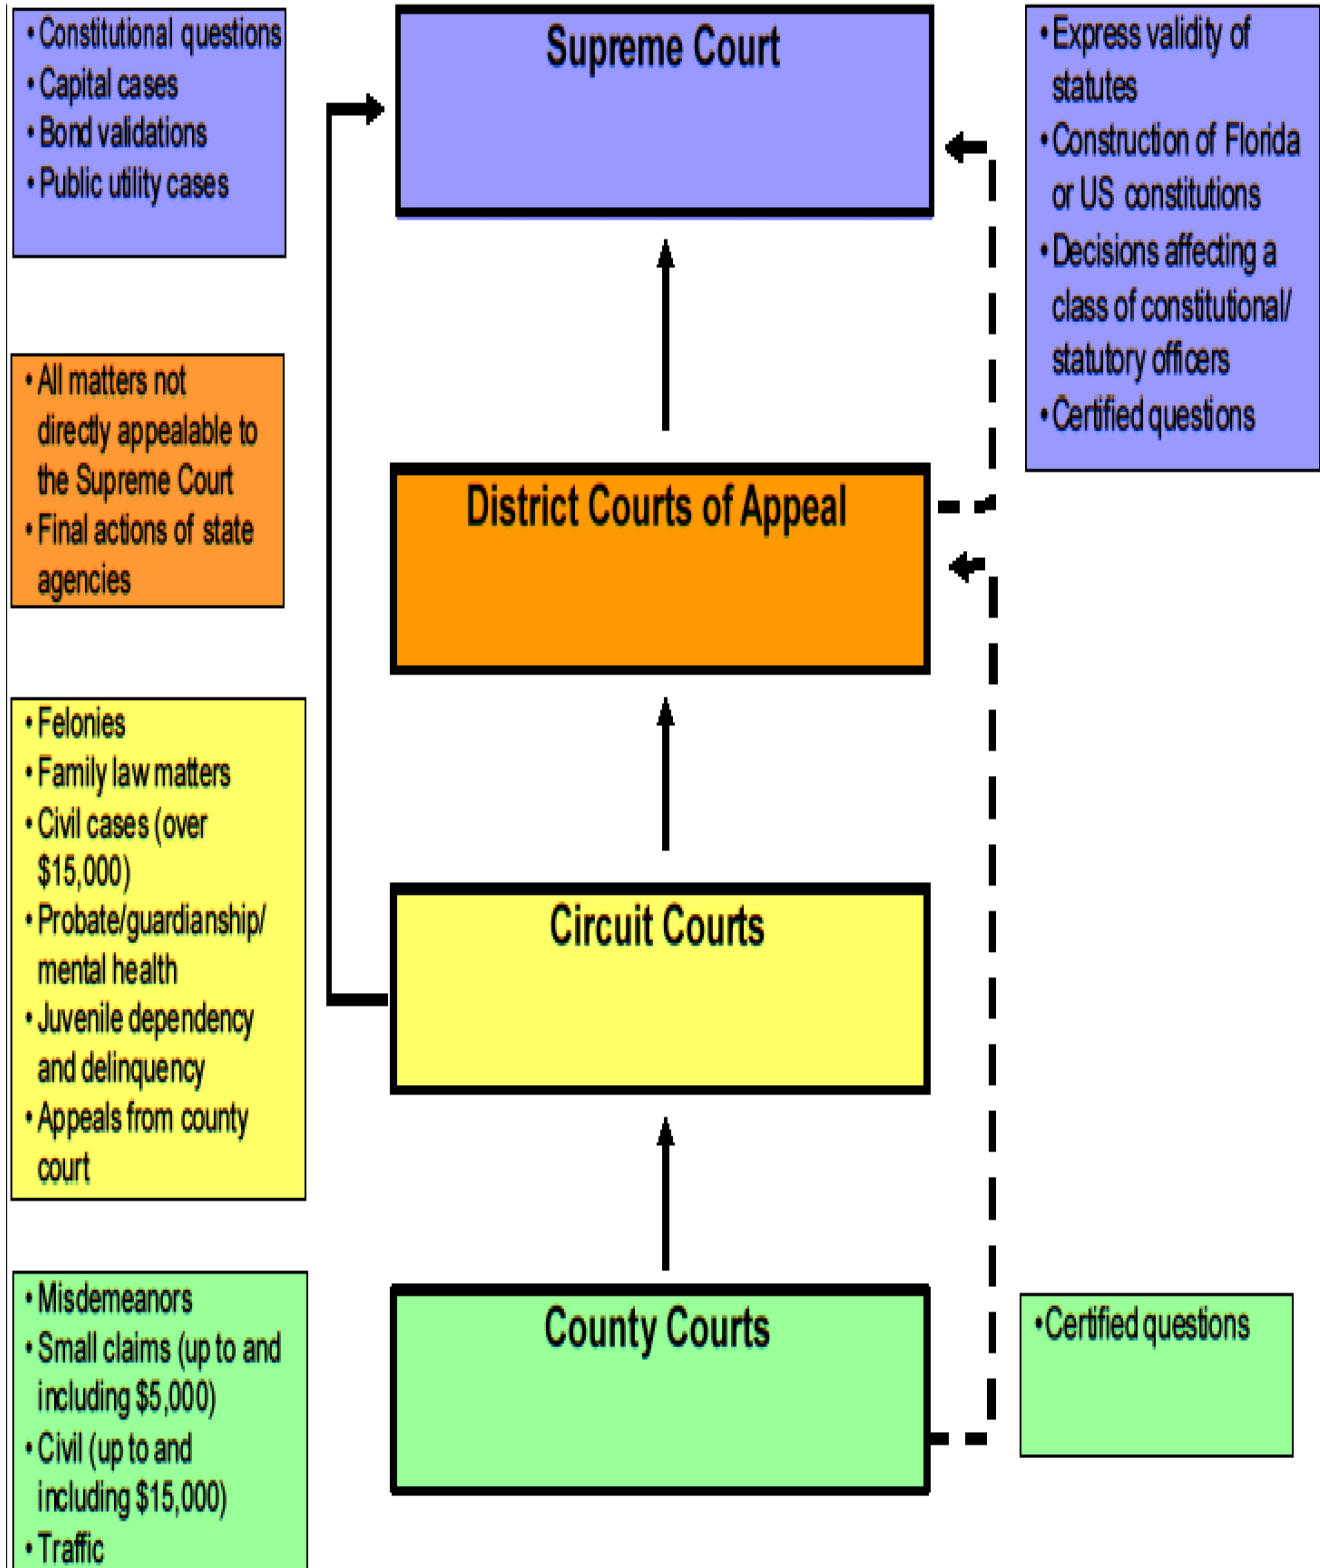 • Constitutional questions
• Capital cases
• Bond validations
• Public utility cases
Supreme Court
• Express validity of
statutes
• Construction of Florida
or US constitutions
• Decisions affecting a
class of constitutional/
statutory officers
• Certified questions
• All matters not
directly appealable to
the Supreme Court
• Final actions of state
agencies
District Courts of Appeal
• Felonies
• Family law matters
• Civil cases (over
$15,000)
• Probate/guardianship/
mental health
• Juvenile dependency
and delinquency
• Appeals from county
court
Circuit Courts
• Misdemeanors
• Small claims (up to and
including $5,000)
• Civil (up to and
including $15,000)
• Traffic
County Courts
• Certified questions